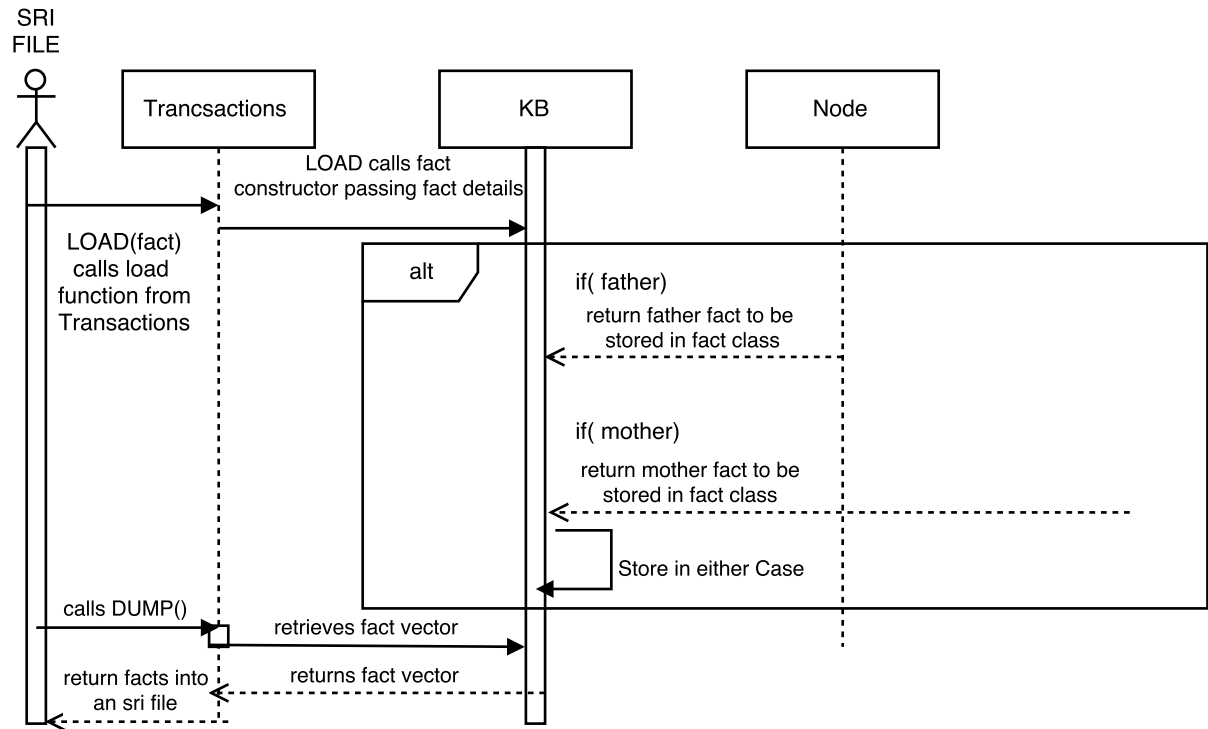 SRI
FILE
Trancsactions
KB
Node
LOAD calls fact
constructor passing fact details
LOAD(fact)
calls load
function from
Transactions
alt
if( father)
return father fact to be
stored in fact class
if( mother)
return mother fact to be
stored in fact class
Store in either Case
calls DUMP()
retrieves fact vector
return facts into
an sri file
returns fact vector